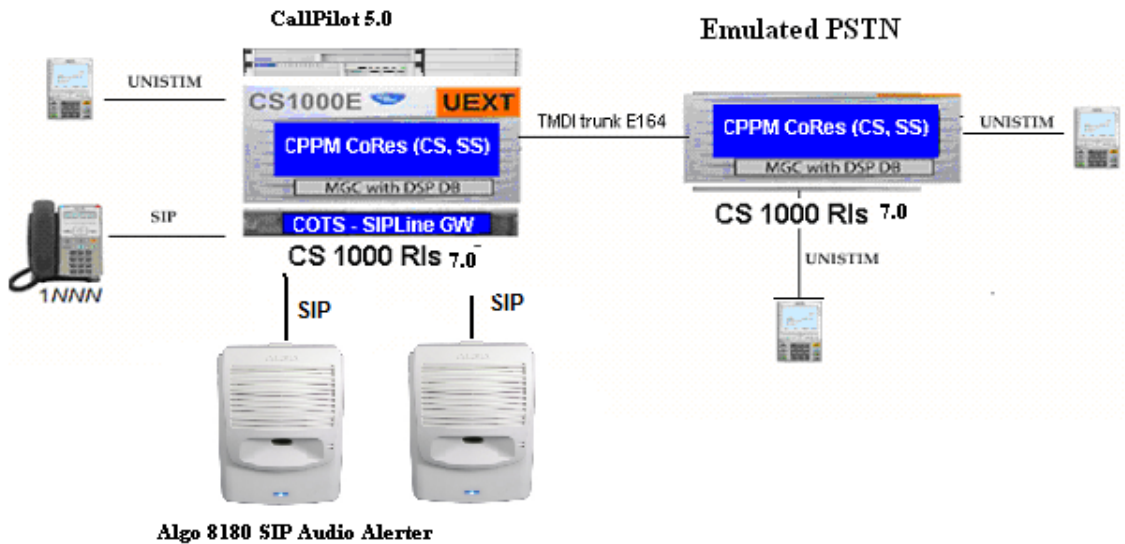 CallPilot 5.0
Emulated PSTN
UNISTIM
CS1000E
UEXT
CPPM CoRes (CS, SS)
MGC with DSP DB
TMDI trunk E164
CPPM CoRes (CS, SS)
MGC with DSP DB
UNISTIM
SIP
COTS - SIPLine GW
CS 1000 Rls 7.0
CS 1000 Rls 7.0
UNISTIM
1NNN
SIP
SIP
ALGO
Algo 8180 SIP Audio Alerter